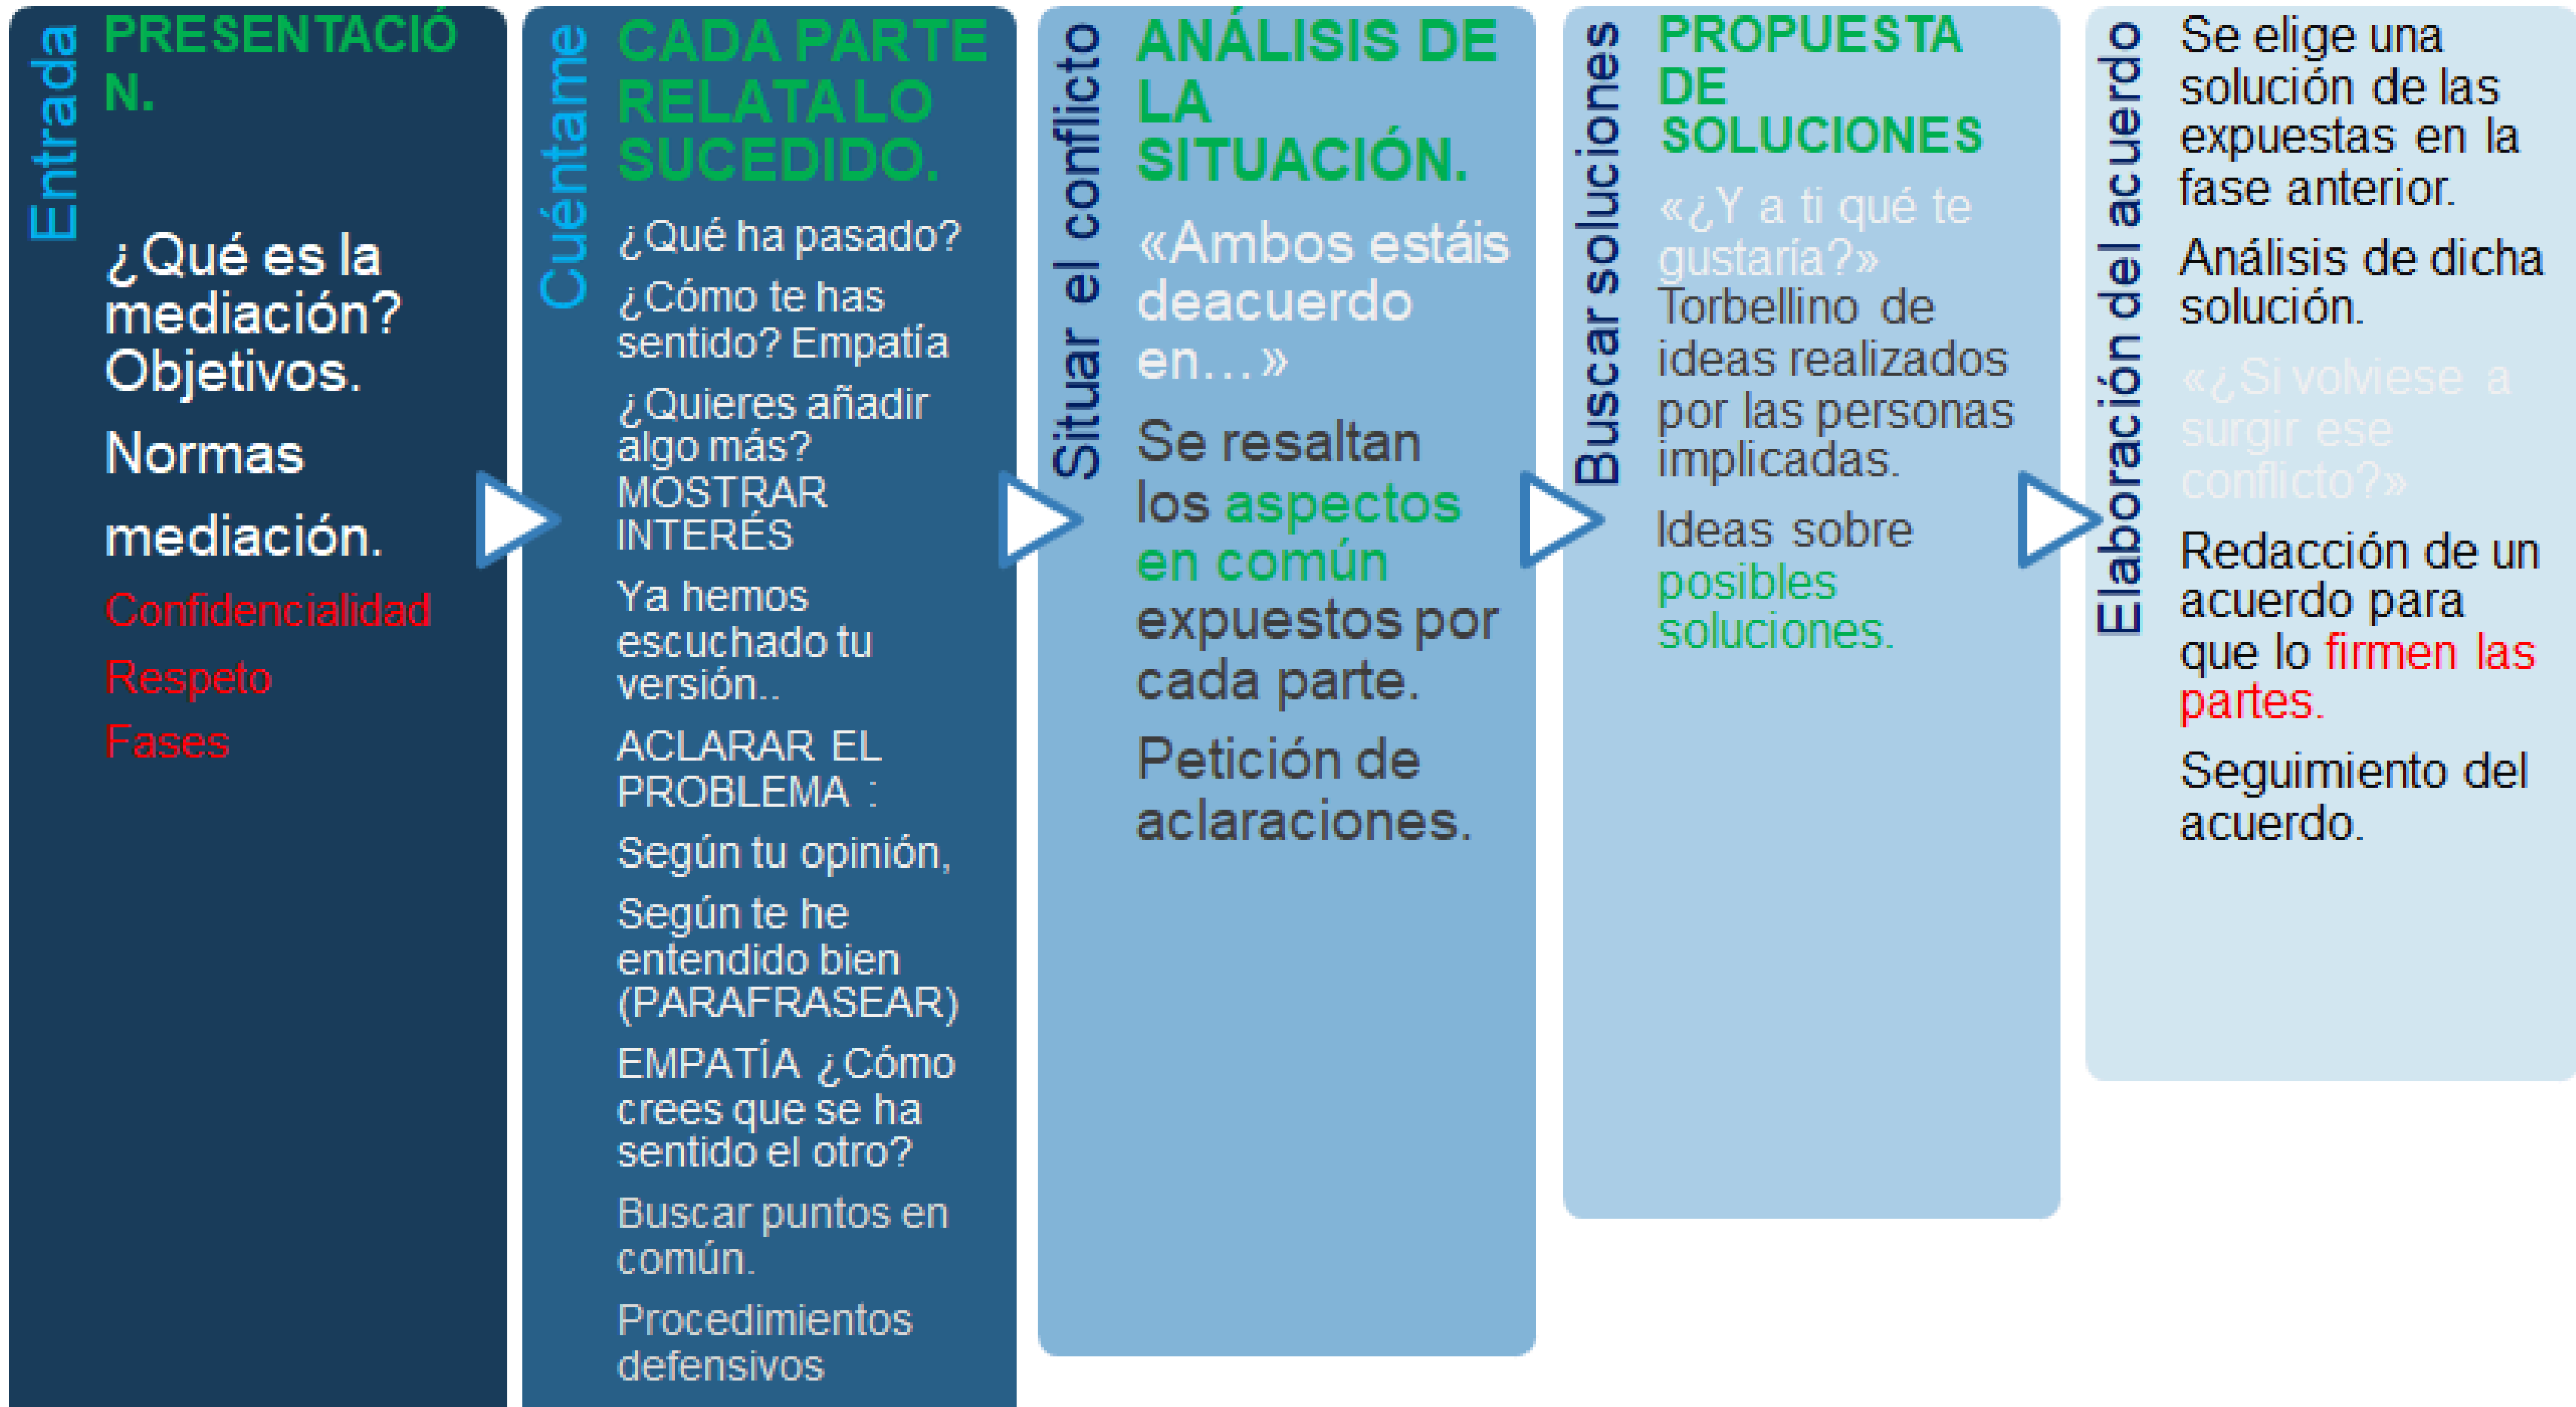 Entrada
PRESENTACIÓ
N.
¿Qué es la
mediación?
Objetivos.
Normas
mediación.
Confidencialidad
Respeto
Fases
Cuéntame
CADA PARTE
RELATA LO
SUCEDIDO.
¿Qué ha pasado?
¿Cómo te has
sentido? Empatía
¿Quieres añadir
algo más?
MOSTRAR
INTERÉS
Ya hemos
escuchado tu
versión..
ACLARAR EL
PROBLEMA :
Según tu opinión,
Según te he
entendido bien
(PARAFRASEAR)
EMPATÍA ¿Cómo
crees que se ha
sentido el otro?
Buscar puntos en
común.
Procedimientos
defensivos
Situar el conflicto
ANÁLISIS DE
LA
SITUACIÓN.
«Ambos estáis
deacuerdo
en…»
Se resaltan
los aspectos
en común
expuestos por
cada parte.
Petición de
aclaraciones.
Buscar soluciones
PROPUESTA
DE
SOLUCIONES
«¿Y a ti qué te
gustaría?»
Torbellino de
ideas realizados
por las personas
implicadas.
Ideas sobre
posibles
soluciones.
Elaboración del acuerdo
Se elige una
solución de las
expuestas en la
fase anterior.
Análisis de dicha
solución.
«¿Si volviese a
surgir ese
conflicto?»
Redacción de un
acuerdo para
que lo firmen las
partes.
Seguimiento del
acuerdo.